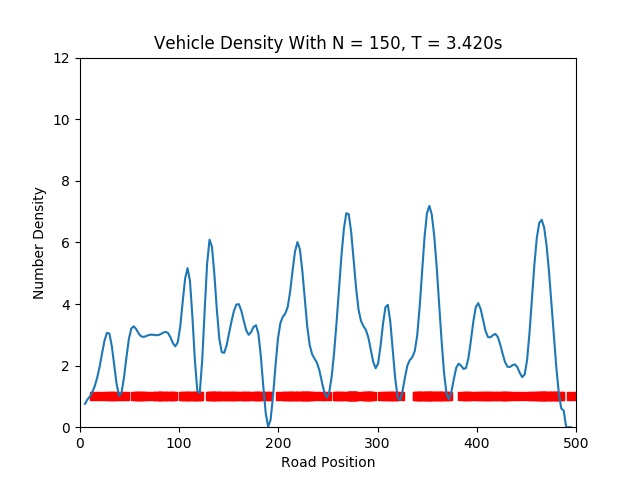 Vehicle Density With N = 150, T = 3.420s
12
10
8
6
4
2
0
Number Density
0 100 200 300 400 500
Road Position